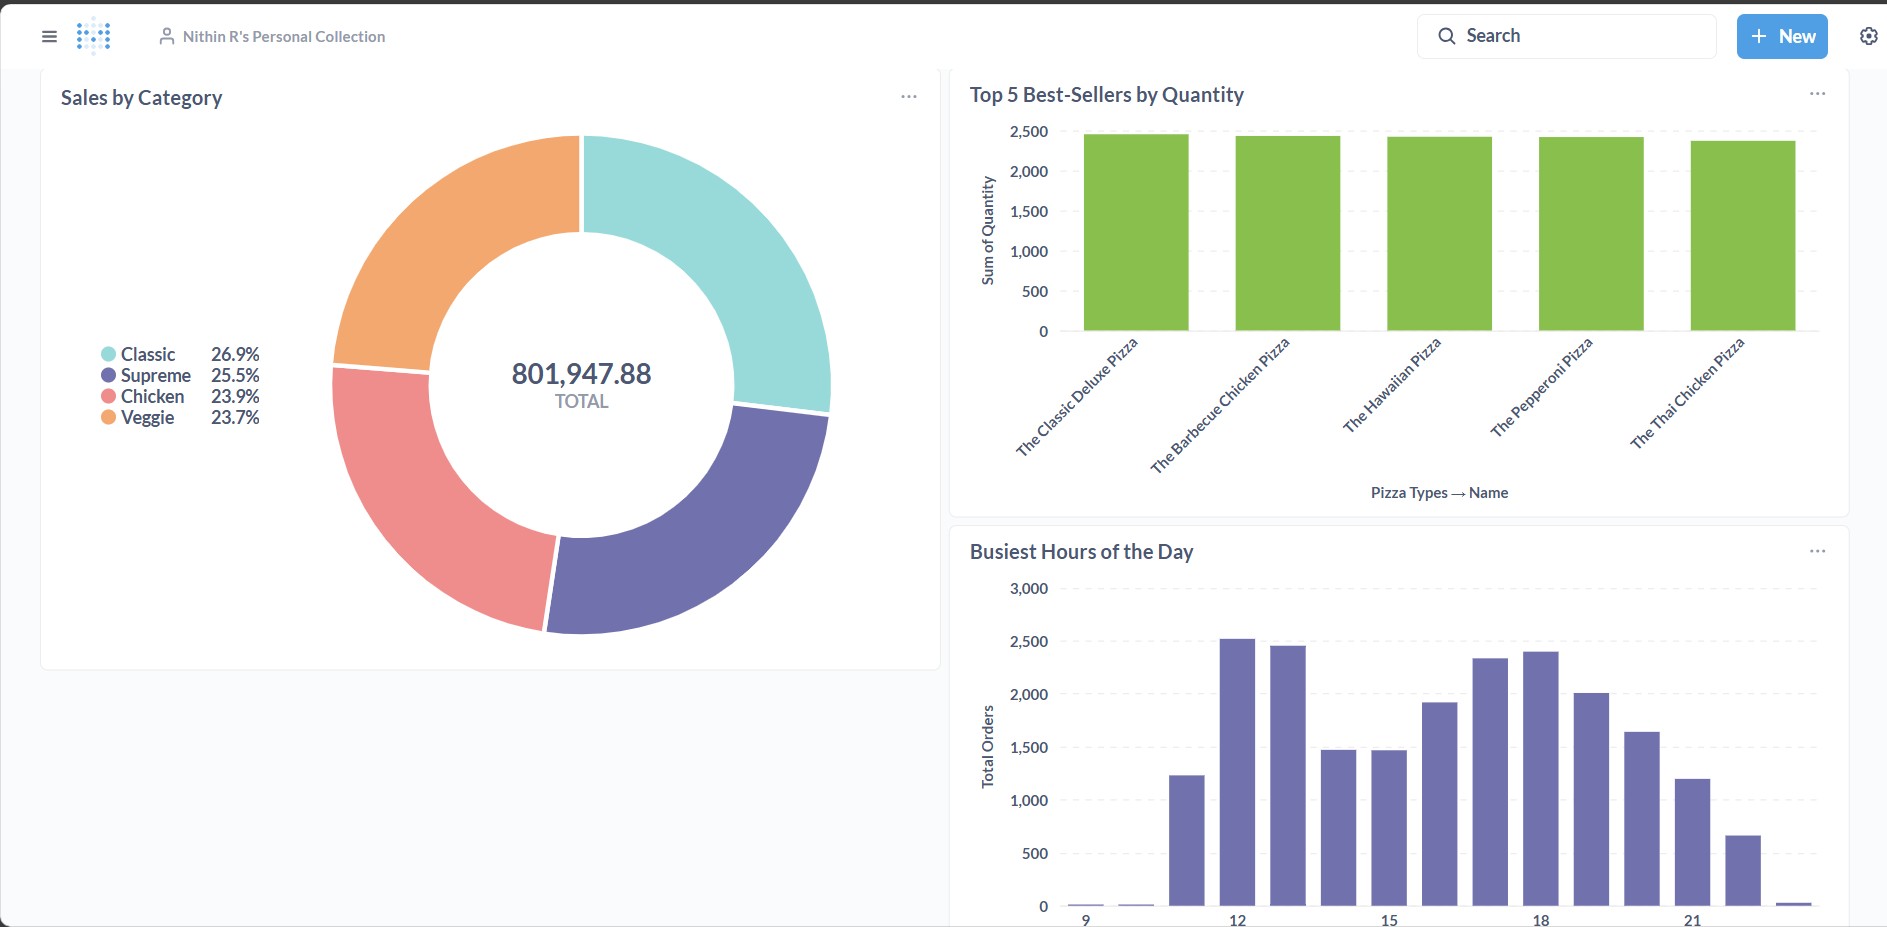 Nithin R's Personal Collection
Search
+ New
Sales by Category
Classic 26.9%
Supreme 25.5%
Chicken 23.9%
Veggie 23.7%
801,947.88
TOTAL
Top 5 Best-Sellers by Quantity
Sum of Quantity
2,500
2,000
1,500
1,000
500
0
The Classic Deluxe Pizza
The Barbecue Chicken Pizza
The Hawaiian Pizza
The Pepperoni Pizza
The Thai Chicken Pizza
Pizza Types → Name
Busiest Hours of the Day
Total Orders
3,000
2,500
2,000
1,500
1,000
500
0
9 12 15 18 21